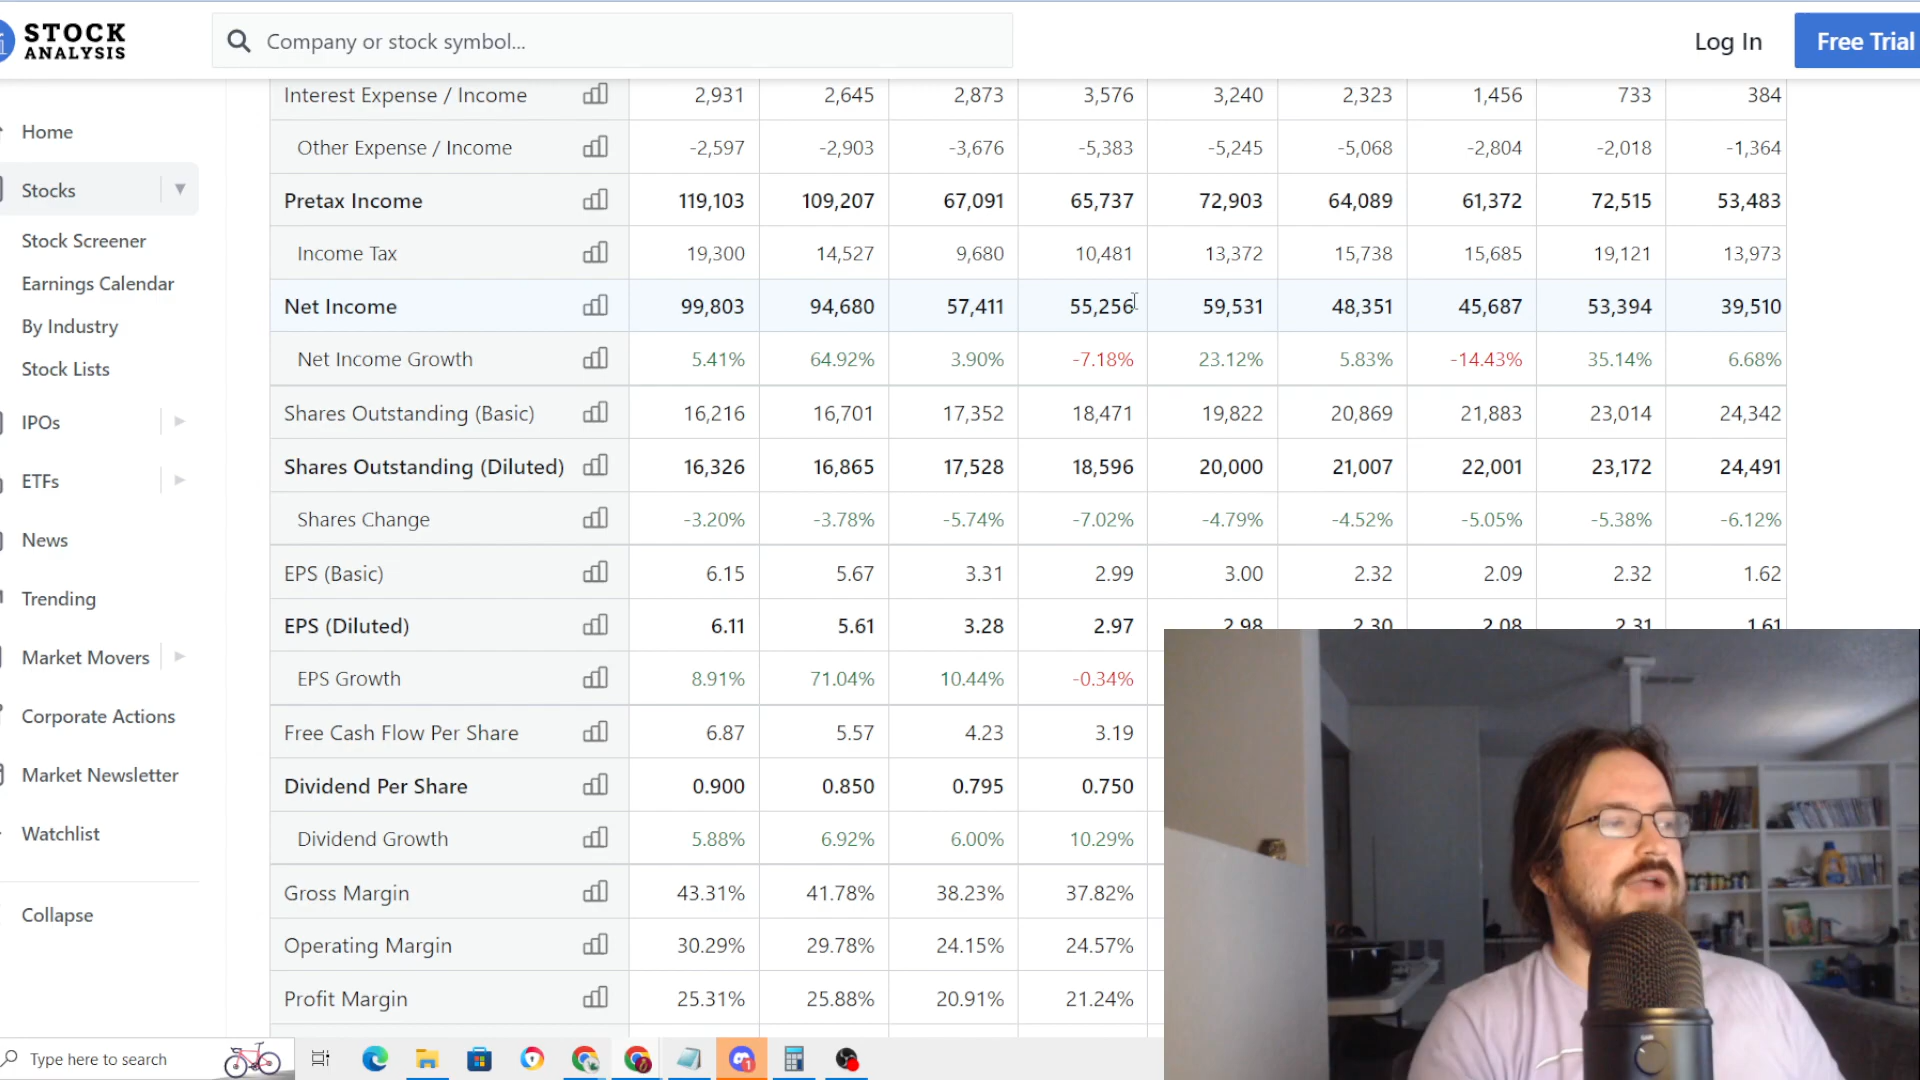 STOCK
ANALYSIS
Company or stock symbol...
Log In
Free Trial
Home
Stocks
Stock Screener
Earnings Calendar
By Industry
Stock Lists
IPOs
ETFs
News
Trending
Market Movers
Corporate Actions
Market Newsletter
Watchlist
Collapse
Interest Expense / Income 2,931 2,645 2,873 3,576 3,240 2,323 1,456 733 384
Other Expense / Income -2,597 -2,903 -3,676 -5,383 -5,245 -5,068 -2,804 -2,018 -1,364
Pretax Income 119,103 109,207 67,091 65,737 72,903 64,089 61,372 72,515 53,483
Income Tax 19,300 14,527 9,680 10,481 13,372 15,738 15,685 19,121 13,973
Net Income 99,803 94,680 57,411 55,256 59,531 48,351 45,687 53,394 39,510
Net Income Growth 5.41% 64.92% 3.90% -7.18% 23.12% 5.83% -14.43% 35.14% 6.68%
Shares Outstanding (Basic) 16,216 16,701 17,352 18,471 19,822 20,869 21,883 23,014 24,342
Shares Outstanding (Diluted) 16,326 16,865 17,528 18,596 20,000 21,007 22,001 23,172 24,491
Shares Change -3.20% -3.78% -5.74% -7.02% -4.79% -4.52% -5.05% -5.38% -6.12%
EPS (Basic) 6.15 5.67 3.31 2.99 3.00 2.32 2.09 2.32 1.62
EPS (Diluted) 6.11 5.61 3.28 2.97 2.98 2.30 2.08 2.31 1.61
EPS Growth 8.91% 71.04% 10.44% -0.34%
Free Cash Flow Per Share 6.87 5.57 4.23 3.19
Dividend Per Share 0.900 0.850 0.795 0.750
Dividend Growth 5.88% 6.92% 6.00% 10.29%
Gross Margin 43.31% 41.78% 38.23% 37.82%
Operating Margin 30.29% 29.78% 24.15% 24.57%
Profit Margin 25.31% 25.88% 20.91% 21.24%
Type here to search